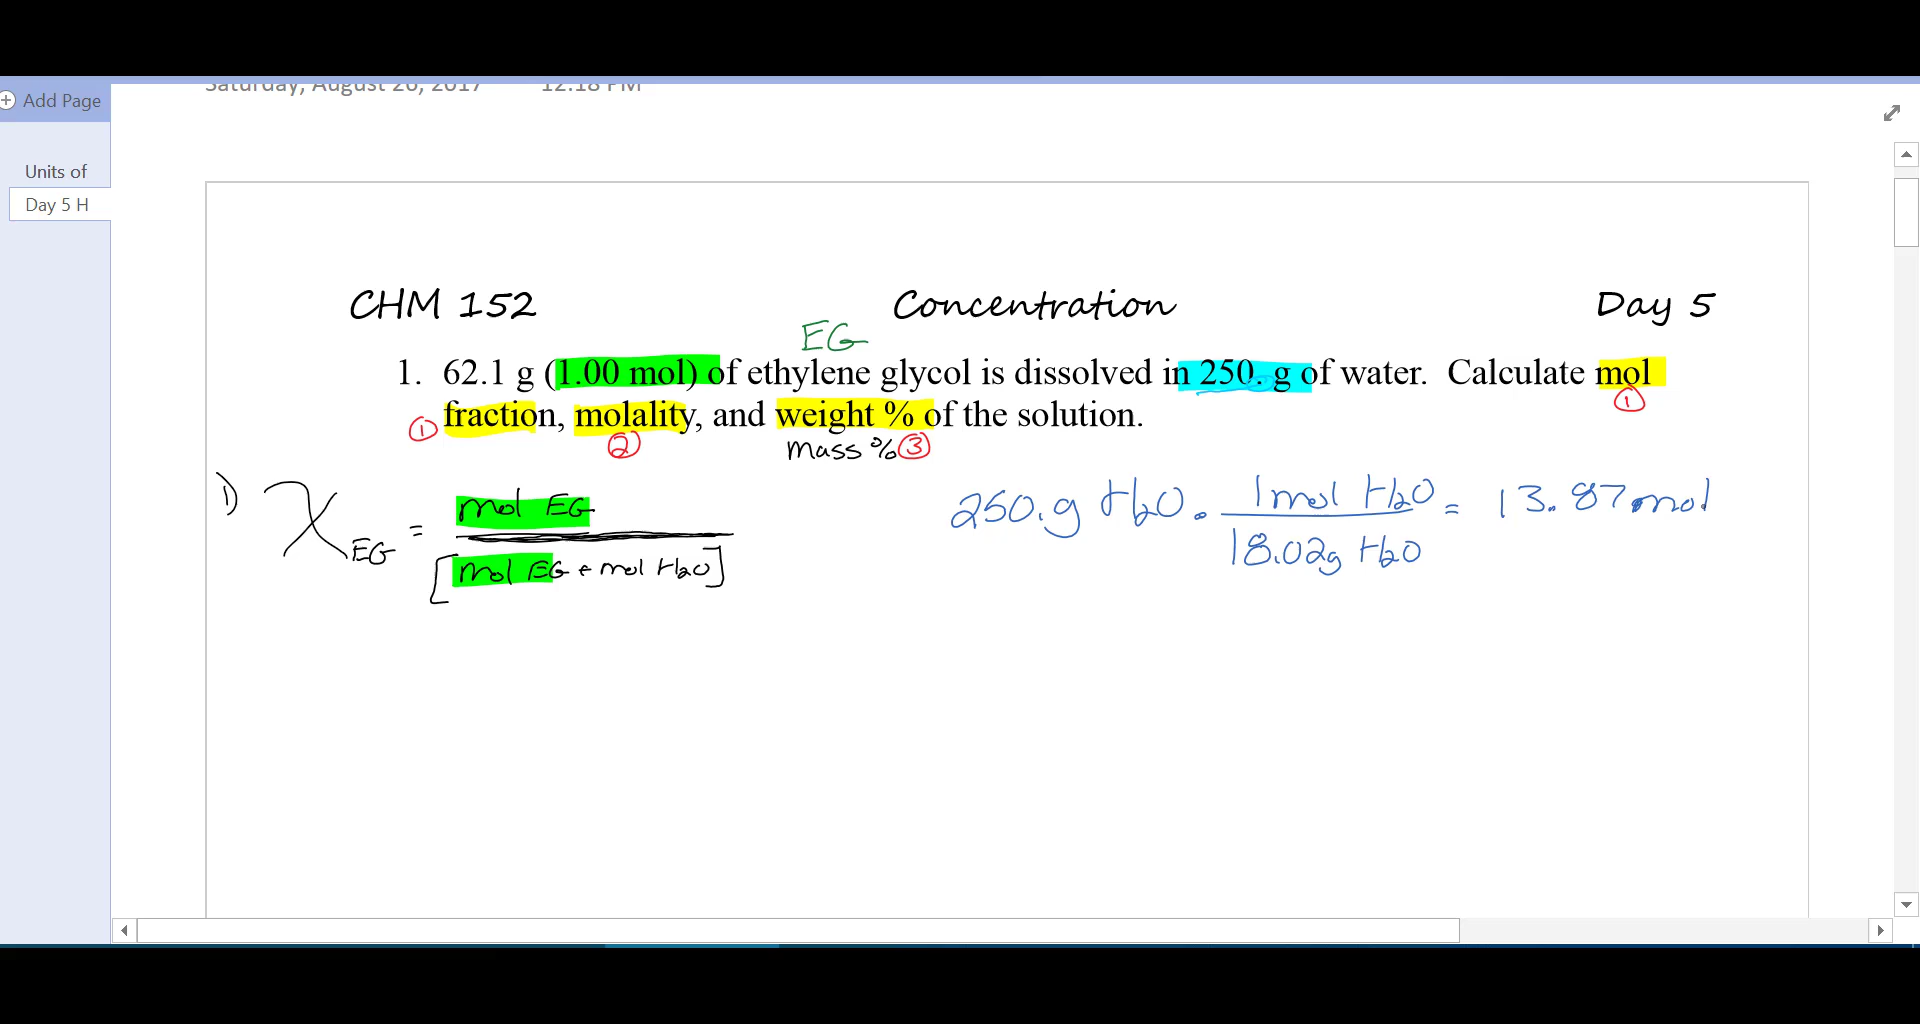 Saturday, August 26, 2017 12:18 PM
Add Page
Units of
Day 5 H
CHM 152 Concentration Day 5
EG
1. 62.1 g (1.00 mol) of ethylene glycol is dissolved in 250. g of water. Calculate mol
①
① fraction, molality, and weight % of the solution.
② mass % ③
1) X EG = mol EG / [mol EG + mol H2O]
250. g H2O · 1 mol H2O / 18.02g H2O = 13.87 mol